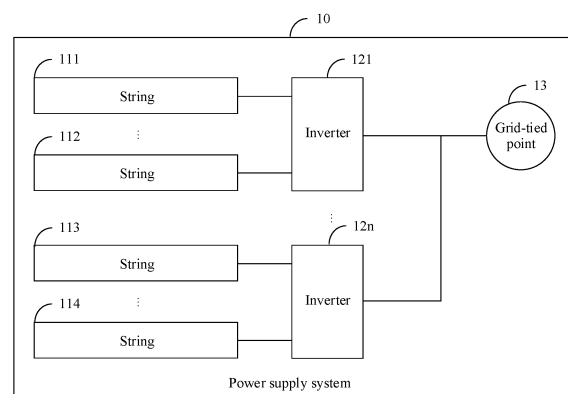 10
111
String
121
Inverter
13
Grid-tied
point
112
⋮
String
⋮
113
String
12n
Inverter
114
⋮
String
Power supply system